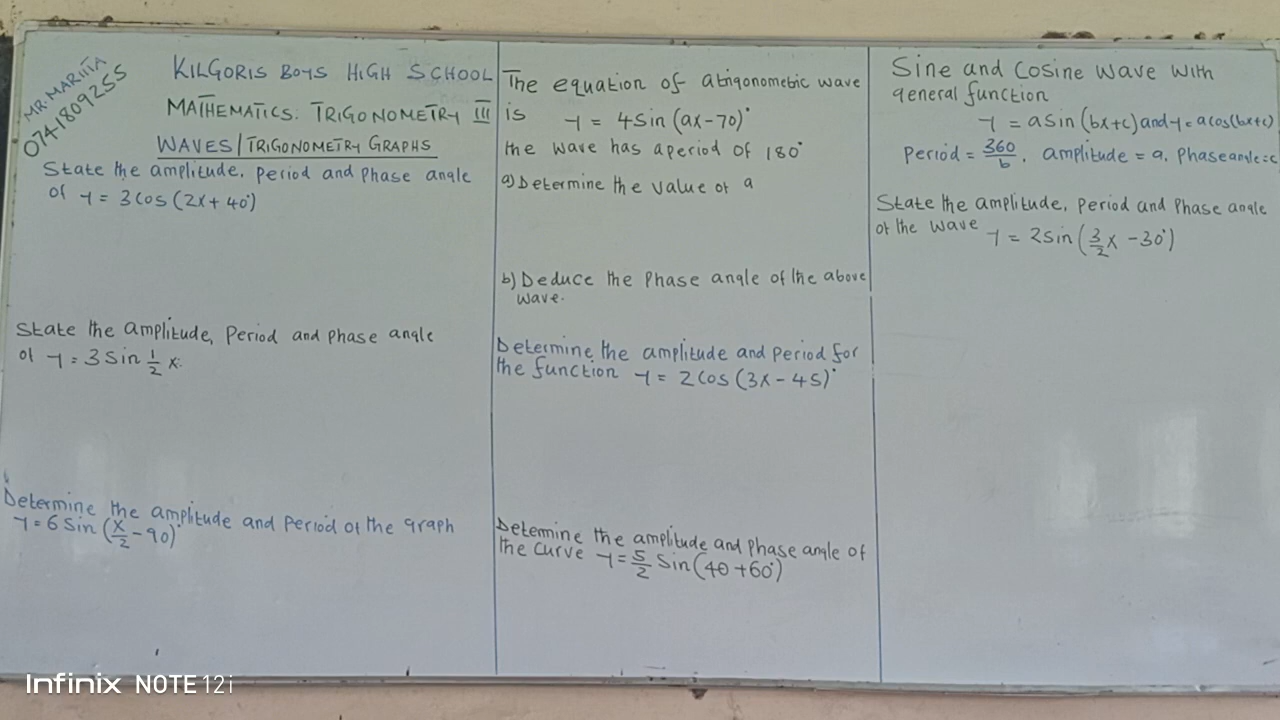 MR MARITA
0741809255
KILGORIS BOYS HIGH SCHOOL
MATHEMATICS: TRIGONOMETRY III
WAVES/TRIGONOMETRY GRAPHS
State the amplitude, period and phase angle
of y = 3cos(2x + 40°)
State the amplitude, Period and phase angle
of y = 3 Sin 1/2 x
Determine the amplitude and period of the graph
y = 6 Sin (x/2 - 90)°
The equation of a trigonometric wave
is y = 4sin (ax-70)°
the wave has a period of 180°
a) Determine the value of a
b) Deduce the Phase angle of the above
wave.
Determine the amplitude and period for
the function y = 2cos(3x - 45)°
Determine the amplitude and phase angle of
the curve y = 5/2 Sin(4θ + 60°)
Sine and Cosine Wave with
general function
y = a sin (bx+c) and y = a cos(bx+c)
Period = 360/b, amplitude = a, Phase angle = c
State the amplitude, Period and Phase angle
of the wave y = 2sin(3/2 x - 30°)
Infinix NOTE 12i